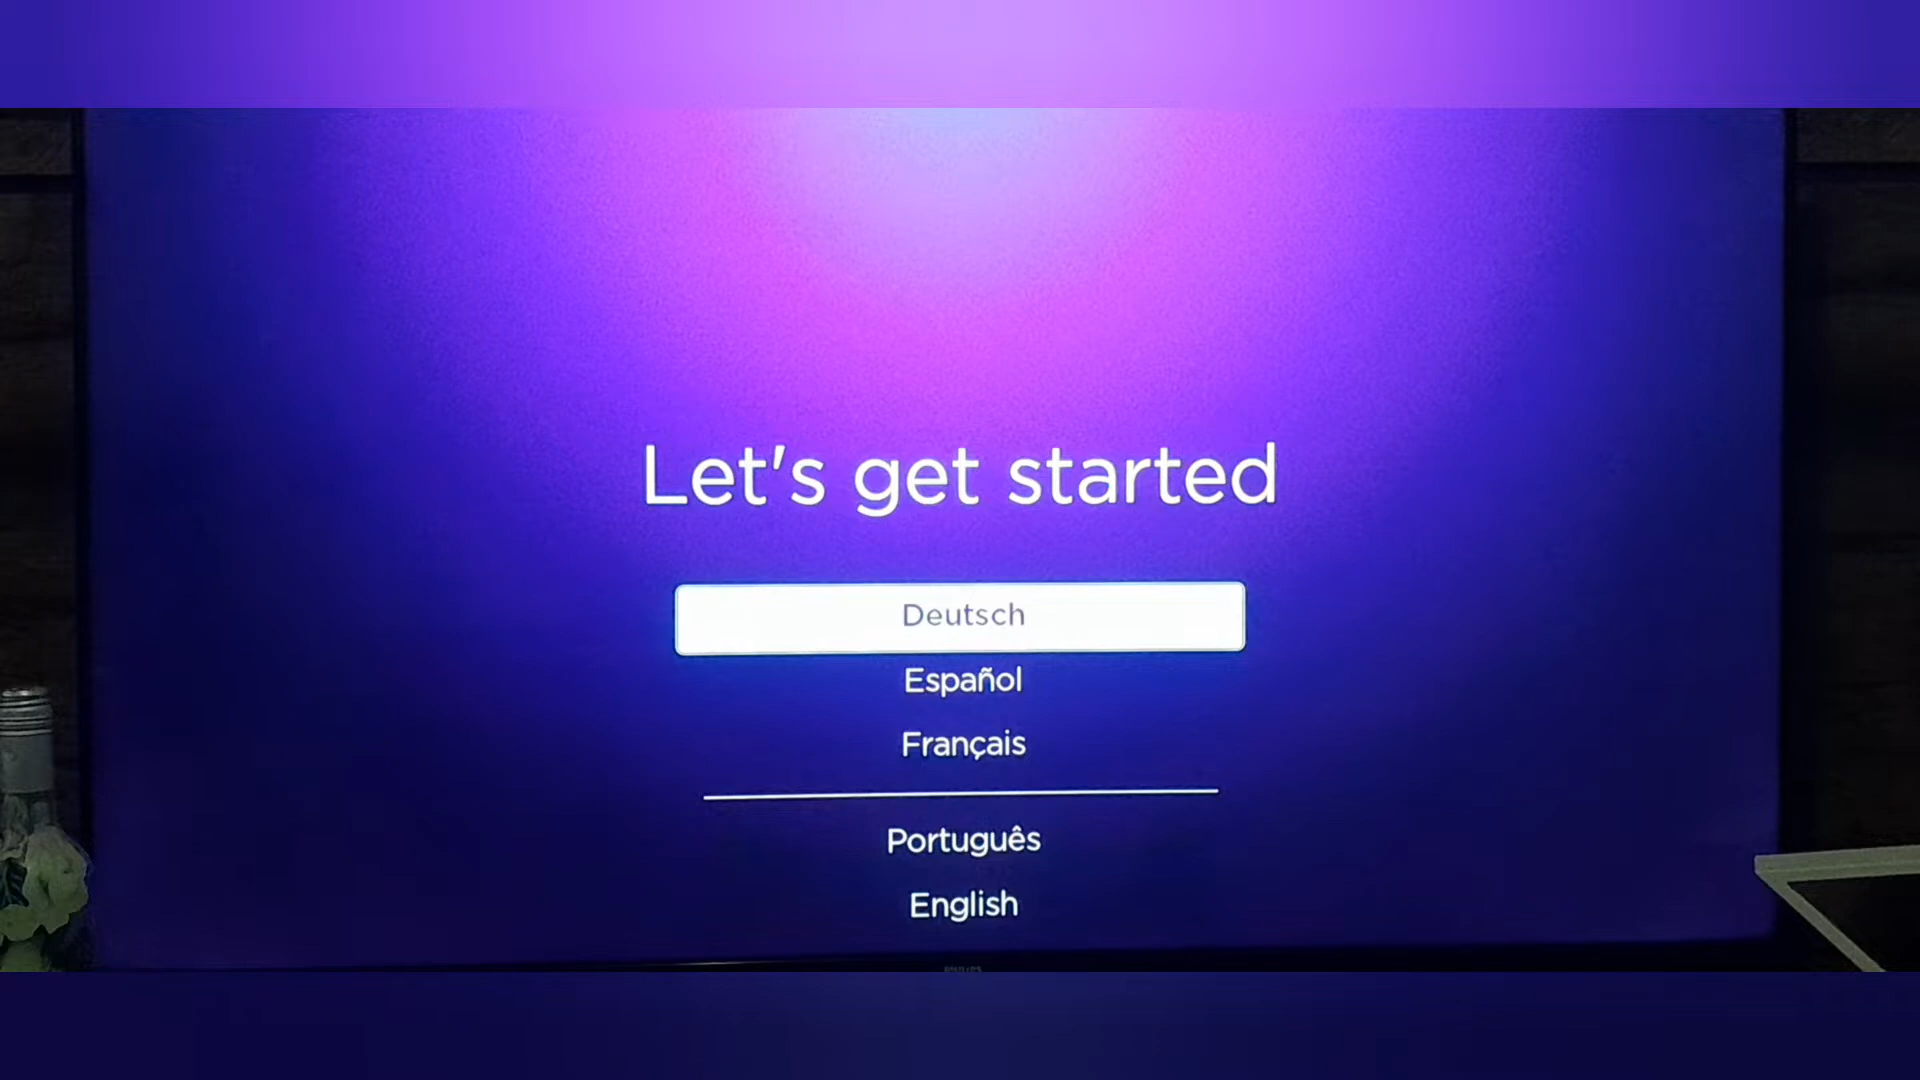 Let's get started
Deutsch
Español
Français
Português
English